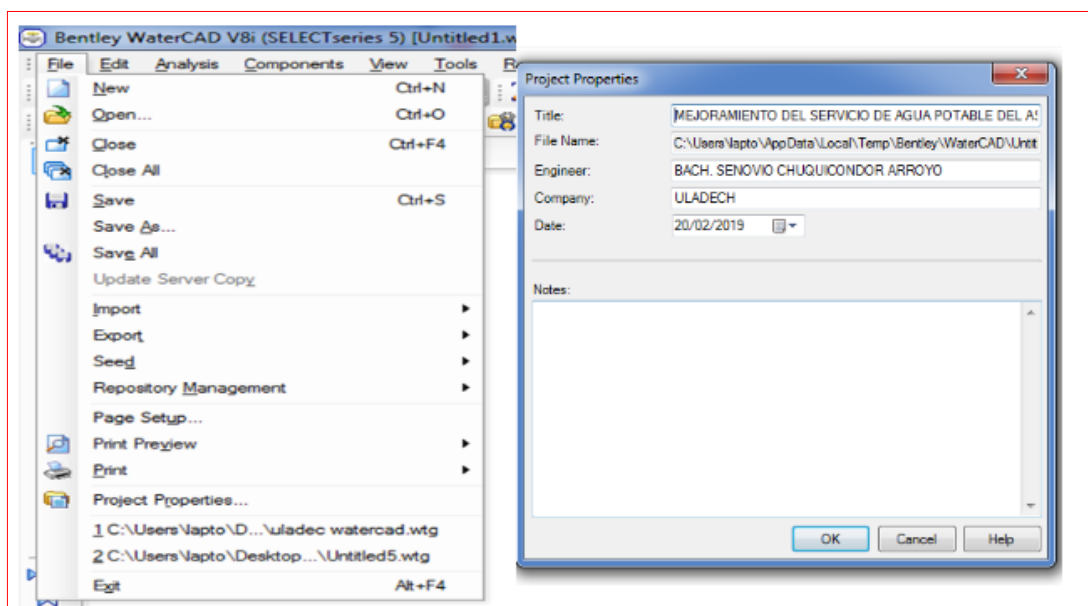 Bentley WaterCAD V8i (SELECTseries 5) [Untitled1.w
File Edit Analysis Components View Tools
New Ctrl+N
Open... Ctrl+O
Close Ctrl+F4
Close All
Save Ctrl+S
Save As...
Save All
Update Server Copy
Import
Export
Seed
Repository Management
Page Setup...
Print Preview
Print
Project Properties...
1 C:\Users\lapto\D...\uladec watercad.wtg
2 C:\Users\lapto\Desktop...\Untitled5.wtg
Exit Alt+F4
Project Properties
Title: MEJORAMIENTO DEL SERVICIO DE AGUA POTABLE DEL
File Name: C:\Users\lapto\AppData\Local\Temp\Bentley\WaterCAD\Untit
Engineer: BACH. SENOVIO CHUQUICONDOR ARROYO
Company: ULADECH
Date: 20/02/2019
Notes:
OK Cancel Help